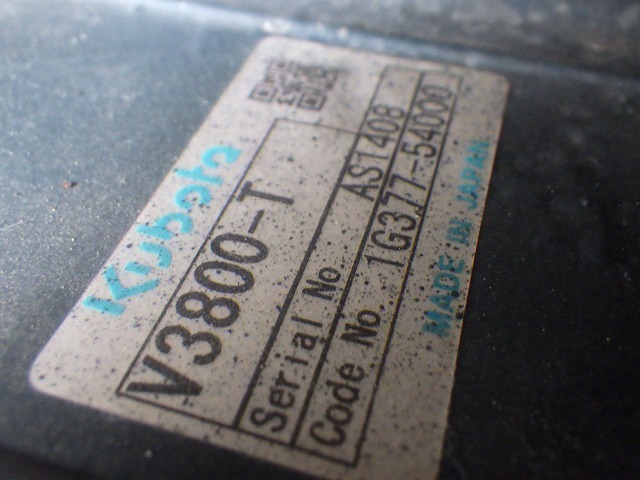 Kubota
V3800-T
Serial No AS1408
Code No 1G377-54000
MADE IN JAPAN